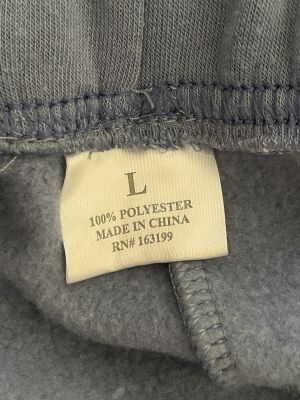 L
100% POLYESTER
MADE IN CHINA
RN# 163199